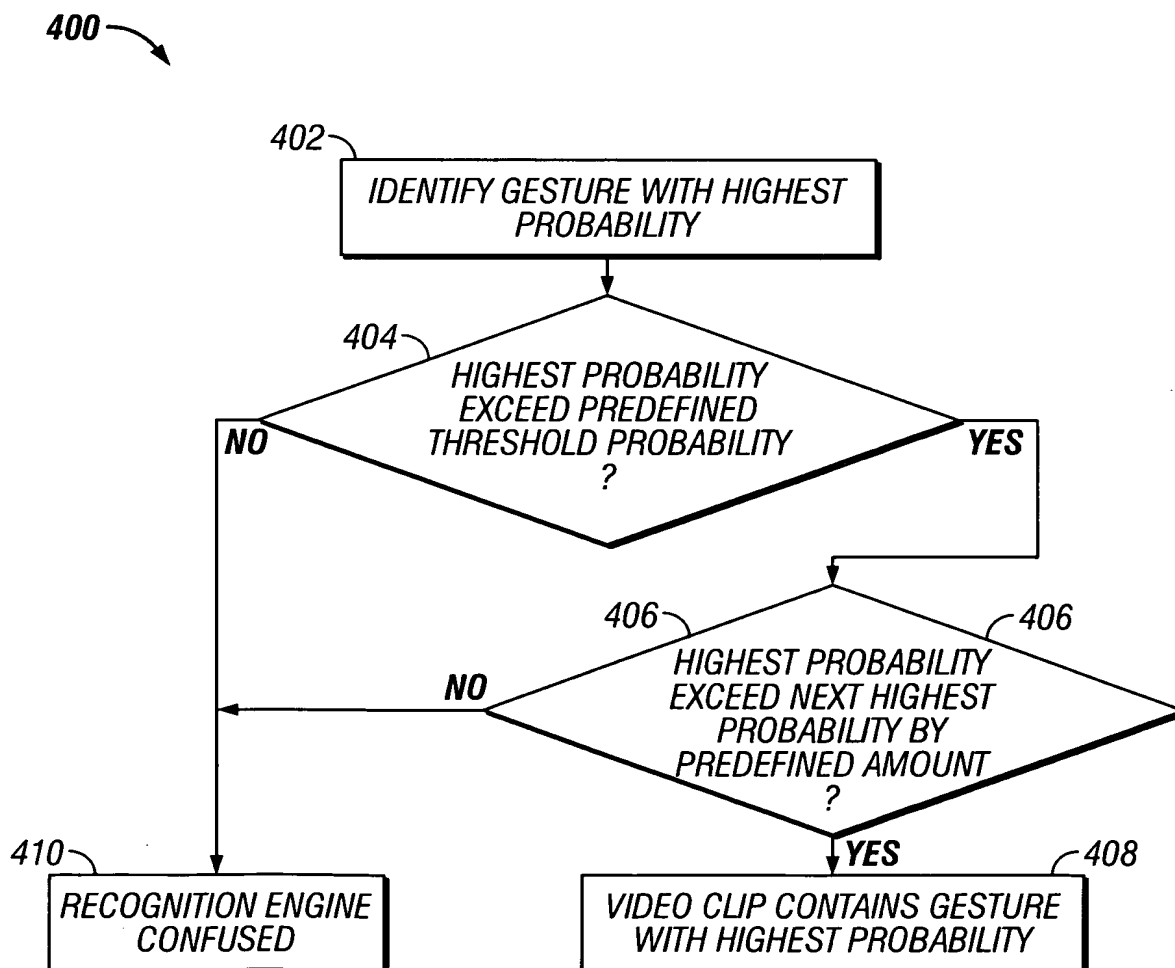 400
402
IDENTIFY GESTURE WITH HIGHEST
PROBABILITY
404
HIGHEST PROBABILITY
EXCEED PREDEFINED
THRESHOLD PROBABILITY
?
NO
YES
406
406
HIGHEST PROBABILITY
EXCEED NEXT HIGHEST
PROBABILITY BY
PREDEFINED AMOUNT
?
NO
YES
410
RECOGNITION ENGINE
CONFUSED
408
VIDEO CLIP CONTAINS GESTURE
WITH HIGHEST PROBABILITY